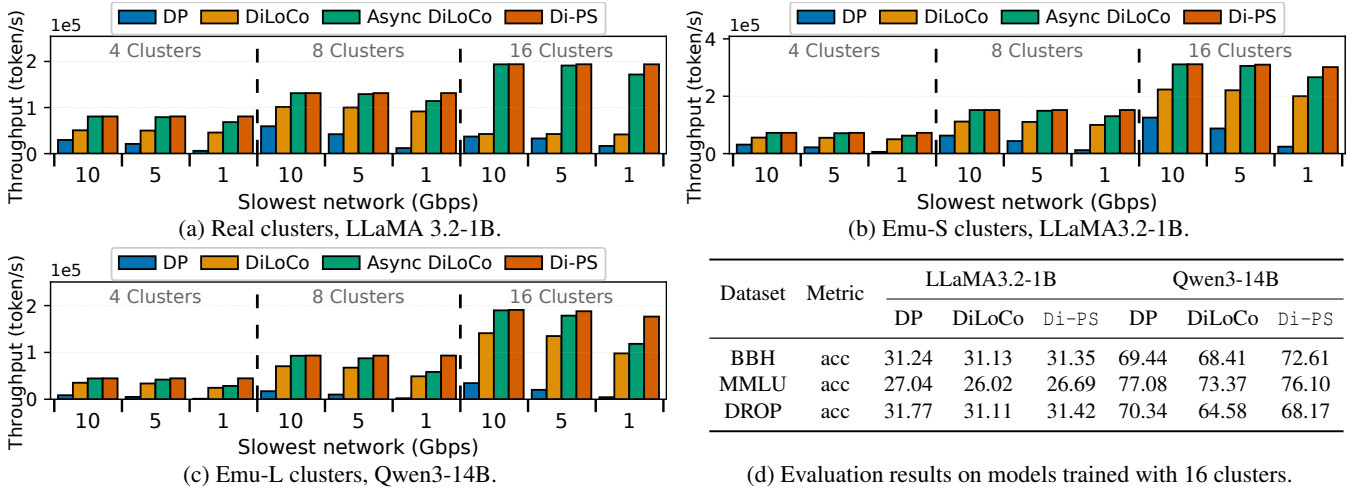 DP DiLoCo Async DiLoCo Di-PS
1e5
Throughput (token/s)
4 Clusters 8 Clusters 16 Clusters
2
1
0
10 5 1 10 5 1 10 5 1
Slowest network (Gbps)
(a) Real clusters, LLaMA 3.2-1B.
DP DiLoCo Async DiLoCo Di-PS
1e5
Throughput (token/s)
4 Clusters 8 Clusters 16 Clusters
4
2
0
10 5 1 10 5 1 10 5 1
Slowest network (Gbps)
(b) Emu-S clusters, LLaMA3.2-1B.
DP DiLoCo Async DiLoCo Di-PS
1e5
Throughput (token/s)
4 Clusters 8 Clusters 16 Clusters
2
1
0
10 5 1 10 5 1 10 5 1
Slowest network (Gbps)
(c) Emu-L clusters, Qwen3-14B.
Dataset Metric LLaMA3.2-1B Qwen3-14B
DP DiLoCo Di-PS DP DiLoCo Di-PS
BBH acc 31.24 31.13 31.35 69.44 68.41 72.61
MMLU acc 27.04 26.02 26.69 77.08 73.37 76.10
DROP acc 31.77 31.11 31.42 70.34 64.58 68.17
(d) Evaluation results on models trained with 16 clusters.